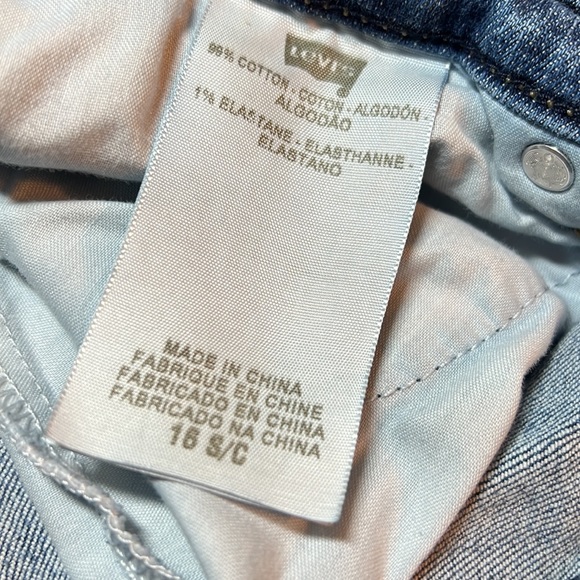 Levi's
99% COTTON - COTON - ALGODÓN -
ALGODÃO
1% ELASTANE - ELASTHANNE -
ELASTANO
MADE IN CHINA
FABRIQUE EN CHINE
FABRICADO EN CHINA
FABRICADO NA CHINA
16 S/C